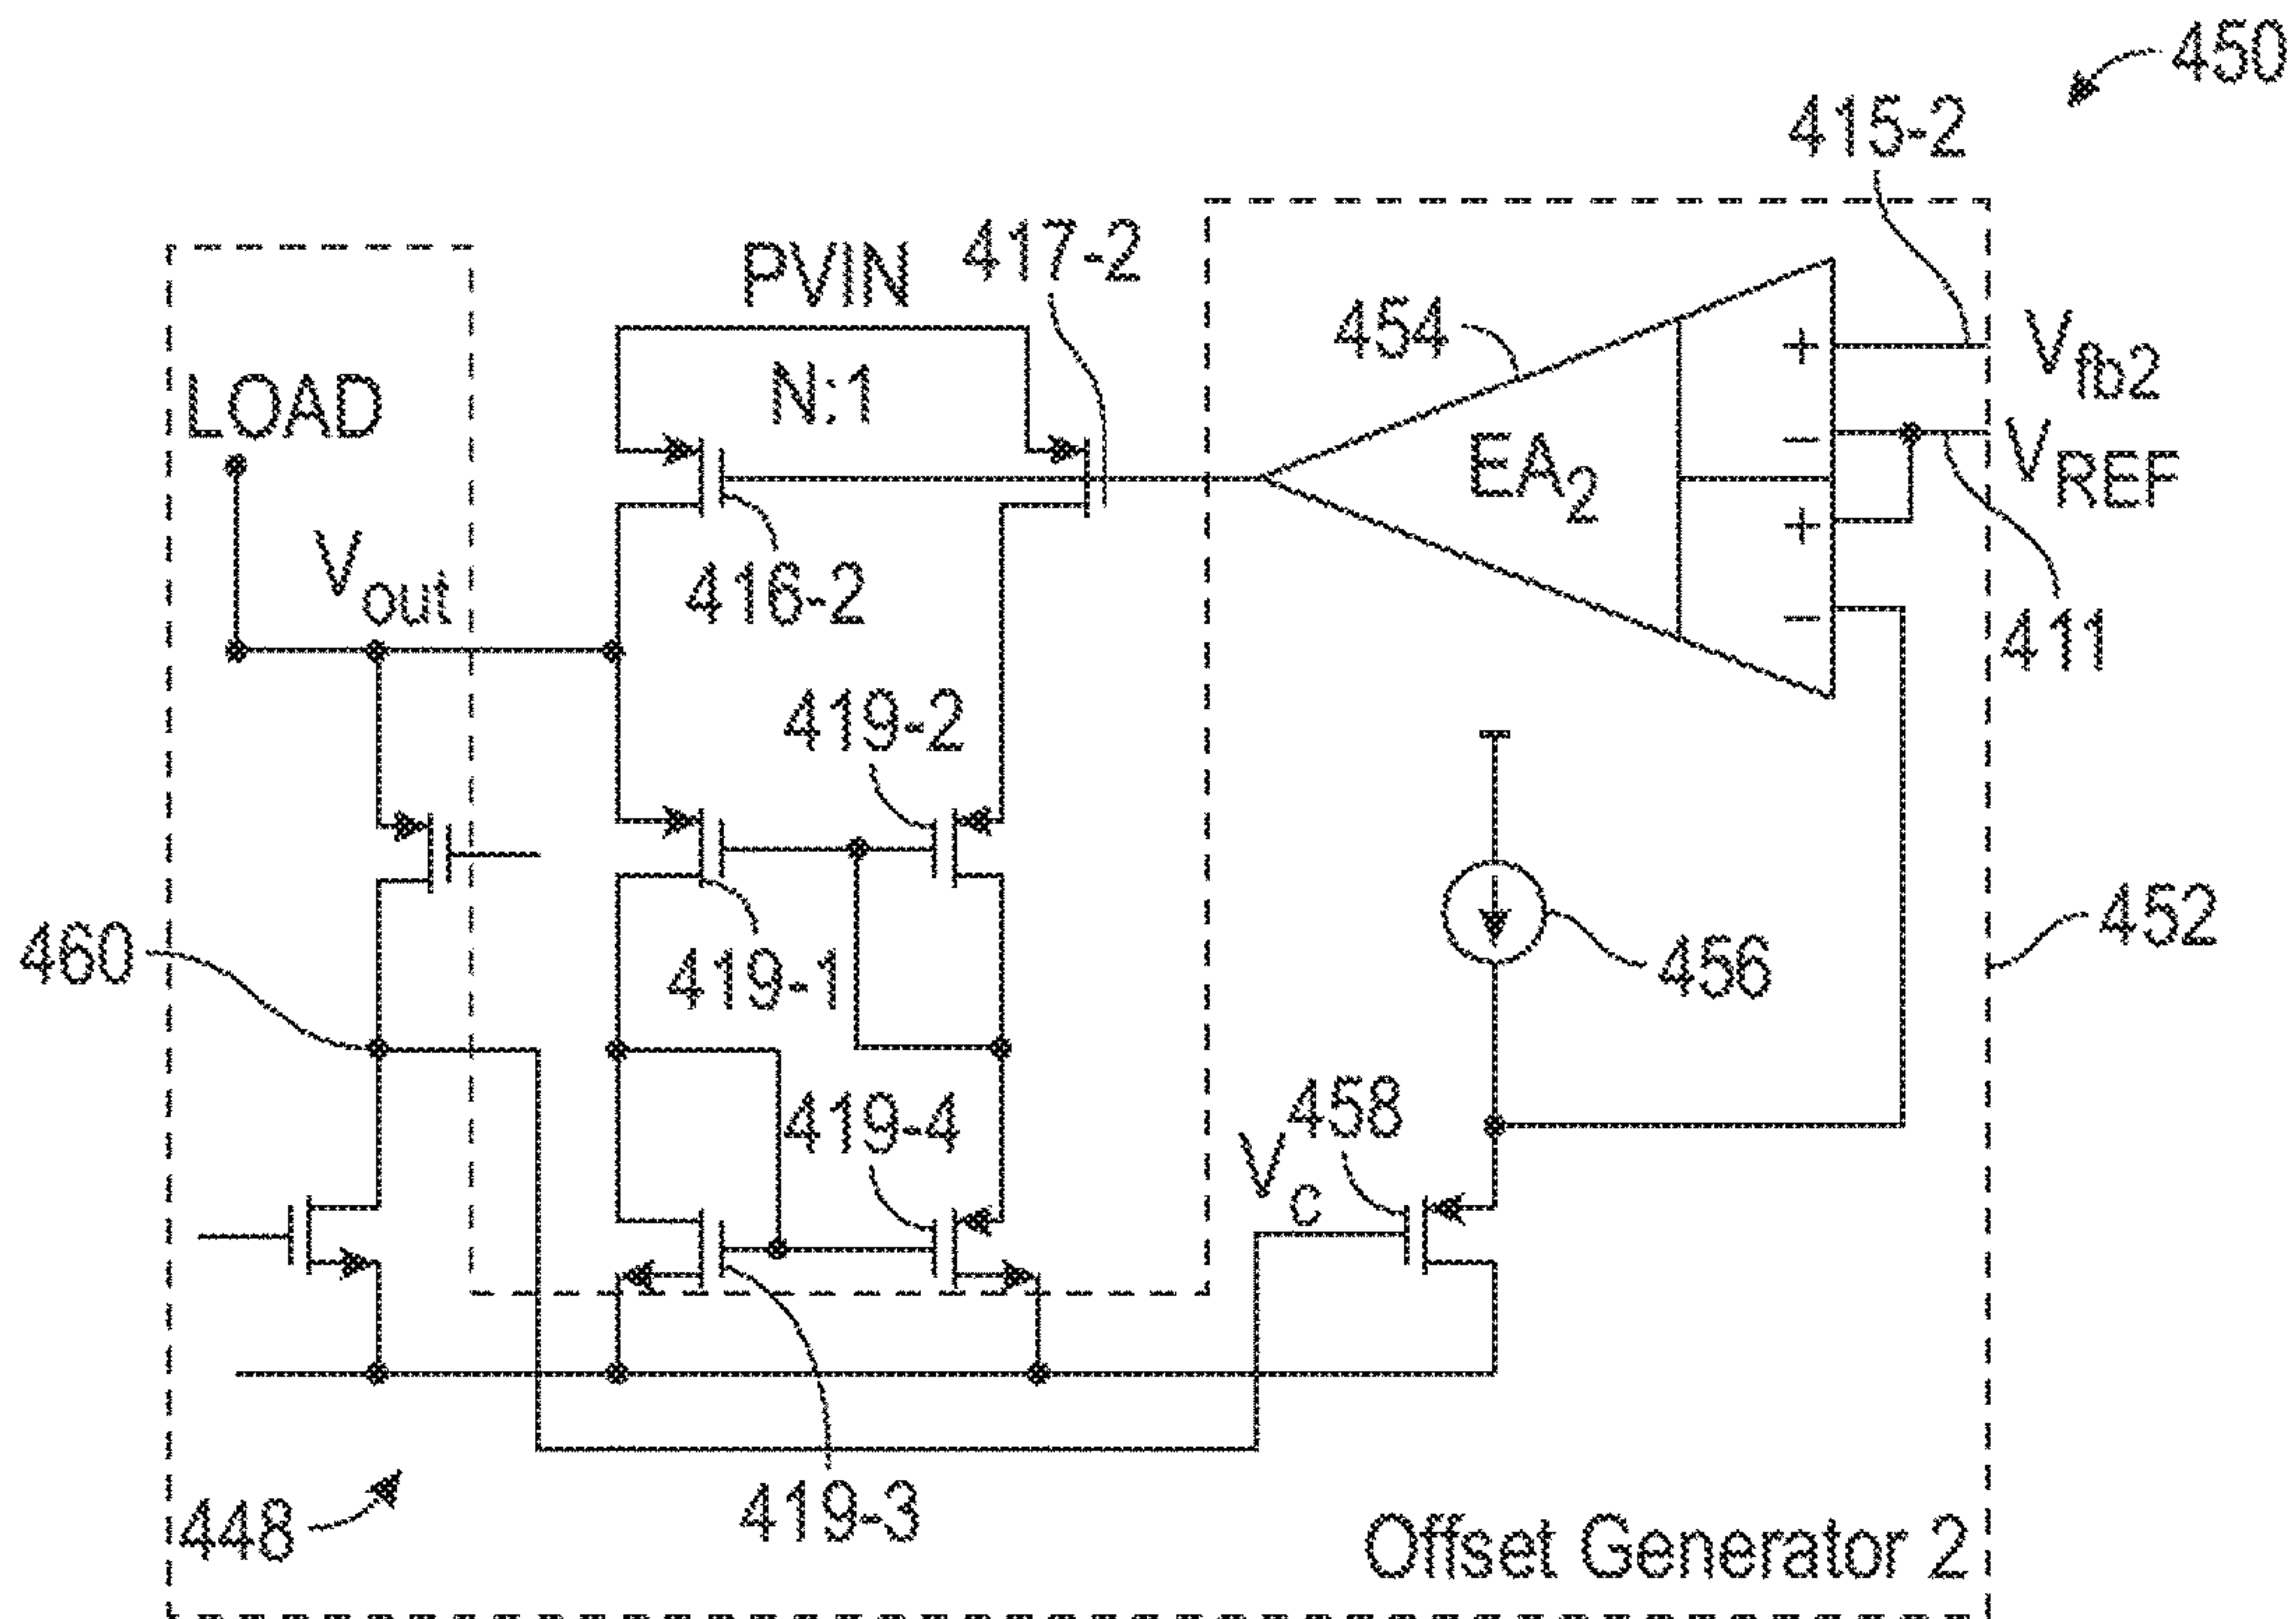 450
415-2
417-2
PVIN
454
+
Vfb2
LOAD
N:1
−
VREF
EA2
+
Vout
416-2
−
411
419-2
452
460
419-1
456
458
419-4
VC
448
419-3
Offset Generator 2